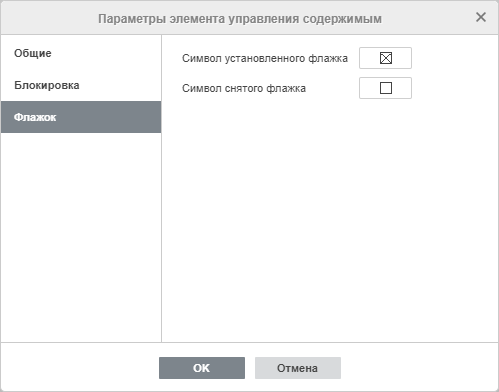 Параметры элемента управления содержимым
Общие
Блокировка
Флажок
Символ установленного флажка
Символ снятого флажка
OK
Отмена